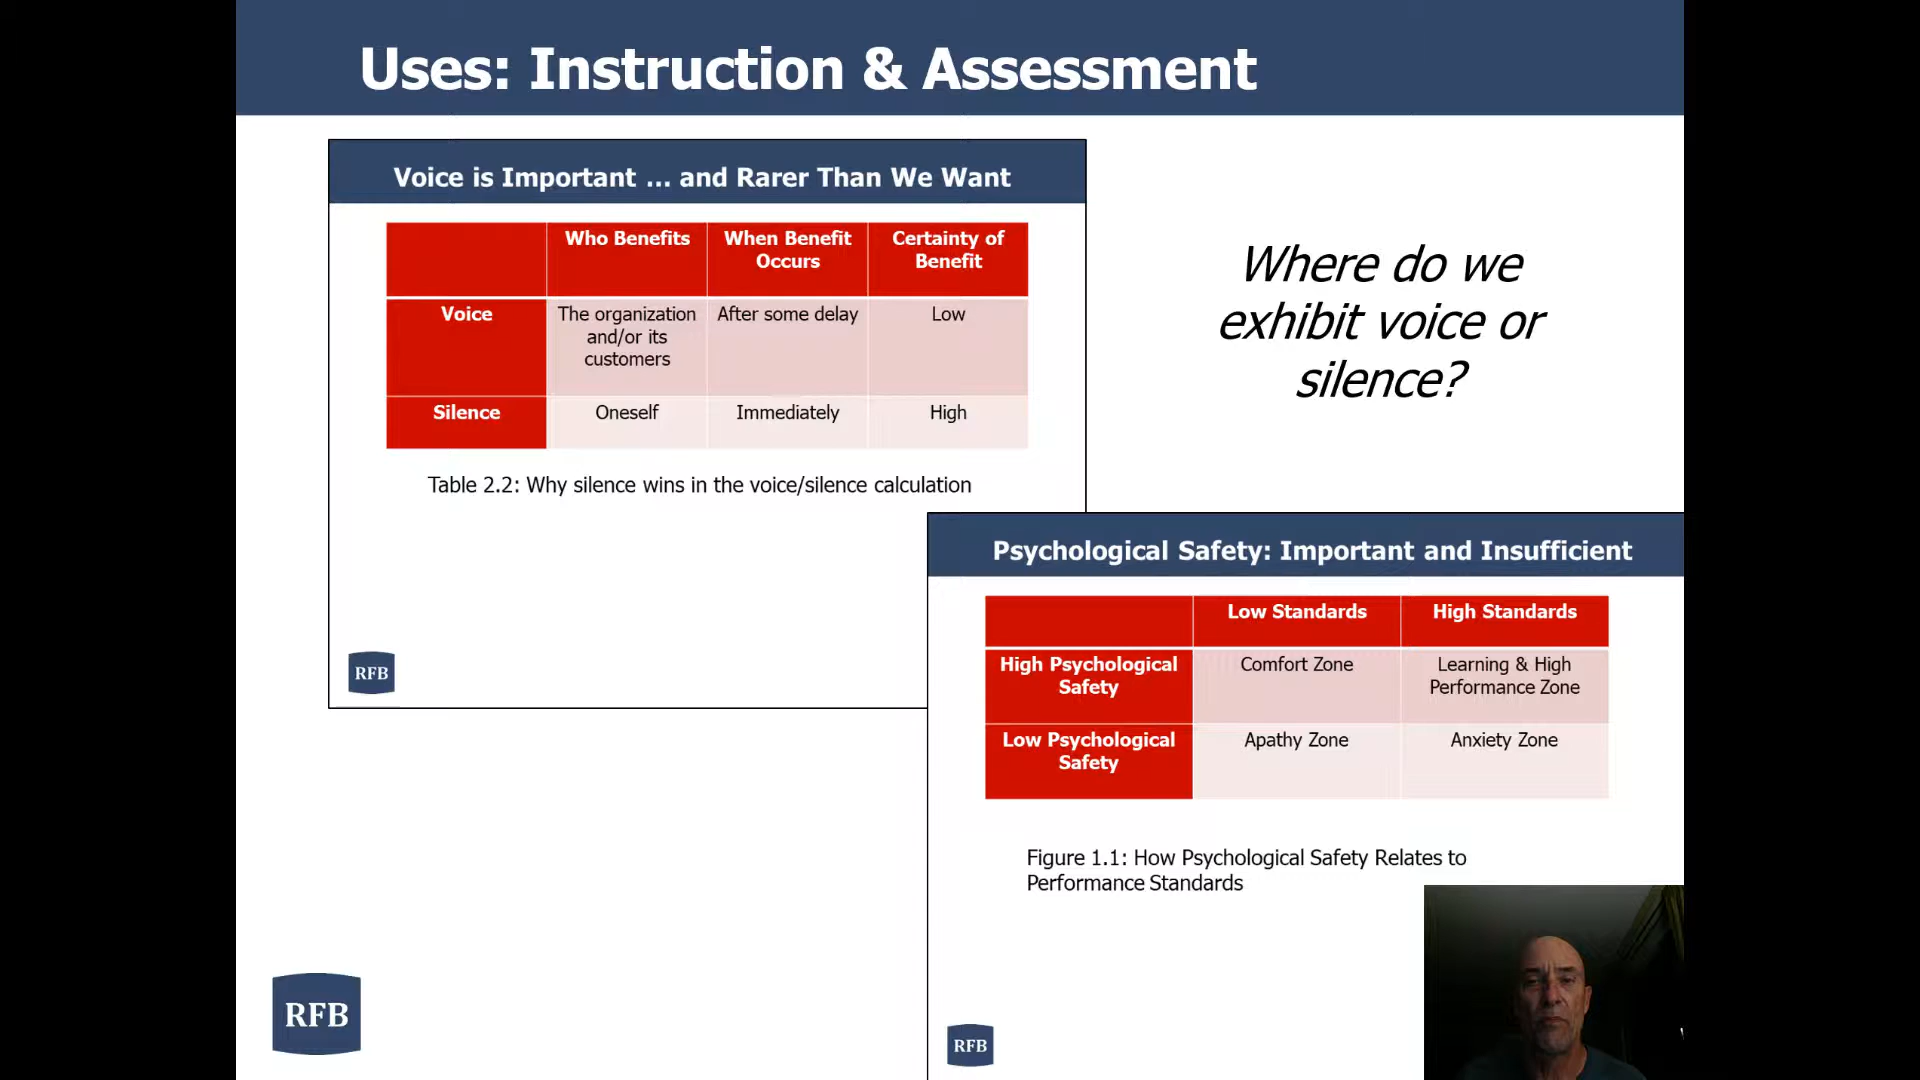 Uses: Instruction & Assessment
Voice is Important ... and Rarer Than We Want
Who Benefits
When Benefit
Occurs
Certainty of
Benefit
Voice
The organization
and/or its
customers
After some delay
Low
Silence
Oneself
Immediately
High
Table 2.2: Why silence wins in the voice/silence calculation
RFB
Where do we
exhibit voice or
silence?
Psychological Safety: Important and Insufficient
Low Standards
High Standards
High Psychological
Safety
Comfort Zone
Learning & High
Performance Zone
Low Psychological
Safety
Apathy Zone
Anxiety Zone
Figure 1.1: How Psychological Safety Relates to
Performance Standards
RFB
RFB